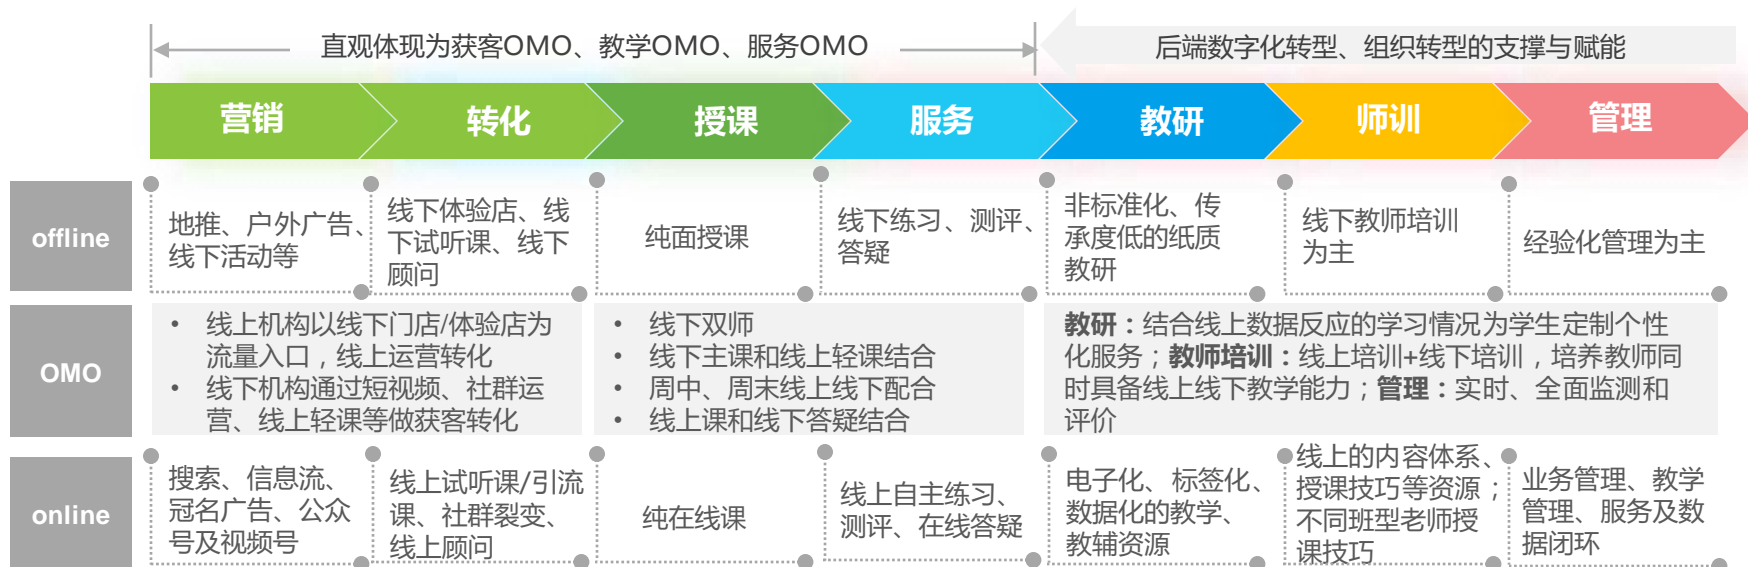 直观体现为获客OMO、教学OMO、服务OMO
后端数字化转型、组织转型的支撑与赋能
营销
转化
授课
服务
教研
师训
管理
offline
地推、户外广告、
线下活动等
线下体验店、线
下试听课、线下
顾问
纯面授课
线下练习、测评、
答疑
非标准化、传
承度低的纸质
教研
线下教师培训
为主
经验化管理为主
OMO
• 线上机构以线下门店/体验店为
流量入口，线上运营转化
• 线下机构通过短视频、社群运
营、线上轻课等做获客转化
• 线下双师
• 线下主课和线上轻课结合
• 周中、周末线上线下配合
• 线上课和线下答疑结合
教研：结合线上数据反应的学习情况为学生定制个性
化服务；教师培训：线上培训+线下培训，培养教师同
时具备线上线下教学能力；管理：实时、全面监测和
评价
online
搜索、信息流、
冠名广告、公众
号及视频号
线上试听课/引流
课、社群裂变、
线上顾问
纯在线课
线上自主练习、
测评、在线答疑
电子化、标签化、
数据化的教学、
教辅资源
线上的内容体系、
授课技巧等资源；
不同班型老师授
课技巧
业务管理、教学
管理、服务及数
据闭环